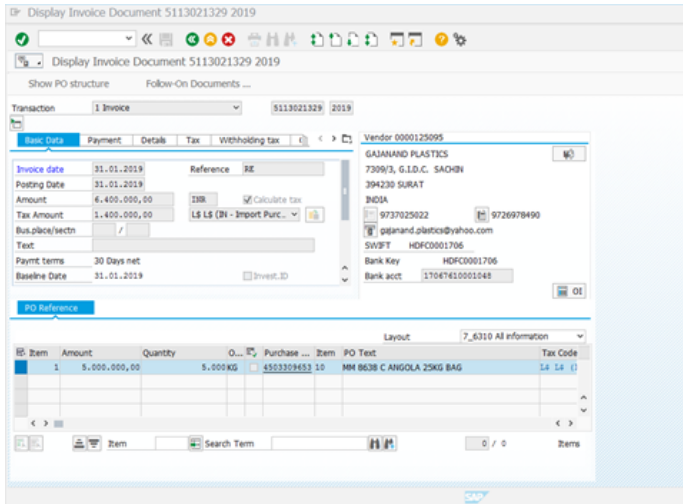 Display Invoice Document 5113021329 2019
Display Invoice Document 5113021329 2019
Show PO structure Follow-On Documents ...
Transaction 1 Invoice 5113021329 2019
Basic Data Payment Details Tax Withholding tax
Vendor 0000125095
Invoice date 31.01.2019 Reference RE
Posting Date 31.01.2019
Amount 6.400.000,00 INR Calculate tax
Tax Amount 1.400.000,00 L$ L$ (IN - Import Purc..
Bus.place/sectn /
Text
Paymt terms 30 Days net
Baseline Date 31.01.2019 Invest.ID
GAJANAND PLASTICS
7309/3, G.I.D.C. SACHIN
394230 SURAT
INDIA
9737025022 9726978490
gajanand.plastics@yahoo.com
SWIFT HDFC0001706
Bank Key HDFC0001706
Bank acct 17067610001048
OI
PO Reference
Layout 7_6310 All information
Item Amount Quantity O... Purchase ... Item PO Text Tax Code
1 5.000.000,00 5.000 KG 4503309653 10 MM 8638 C ANGOLA 25KG BAG
Item Search Term 0 / 0 Items
SAP